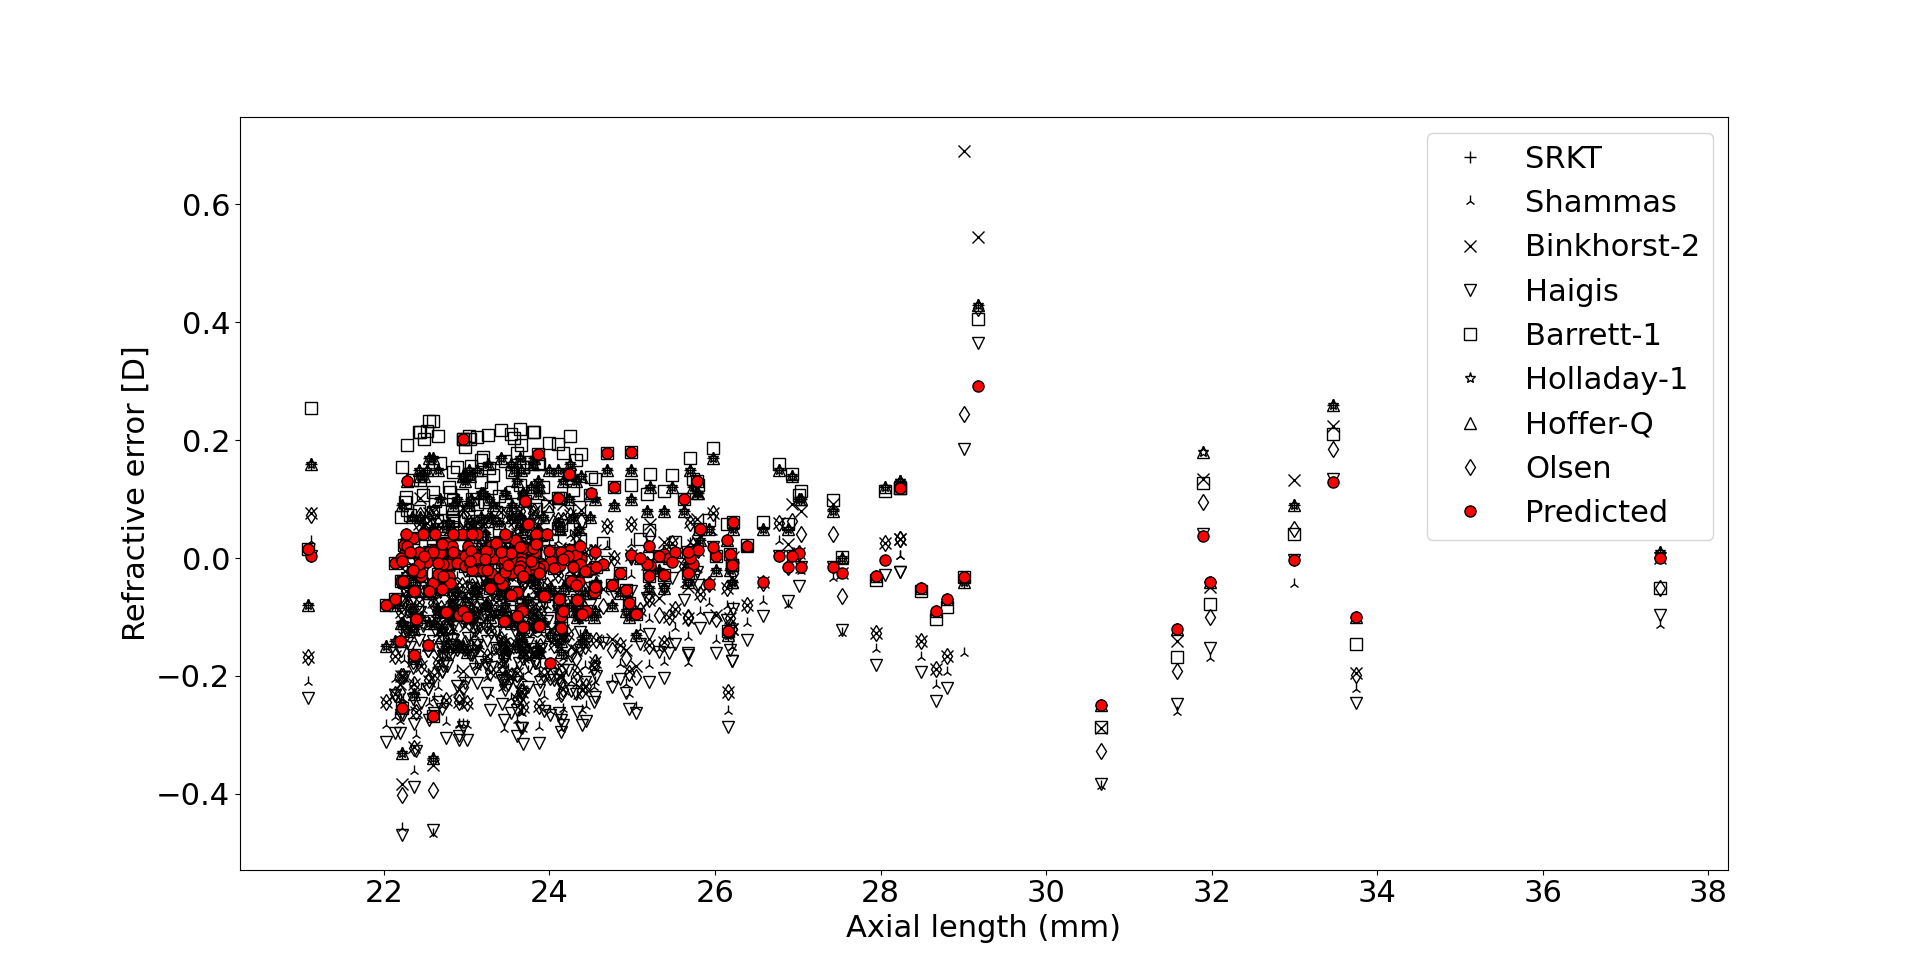 0.6
0.4
0.2
0.0
−0.2
−0.4
Refractive error [D]
22 24 26 28 30 32 34 36 38
Axial length (mm)
SRKT
Shammas
Binkhorst-2
Haigis
Barrett-1
Holladay-1
Hoffer-Q
Olsen
Predicted